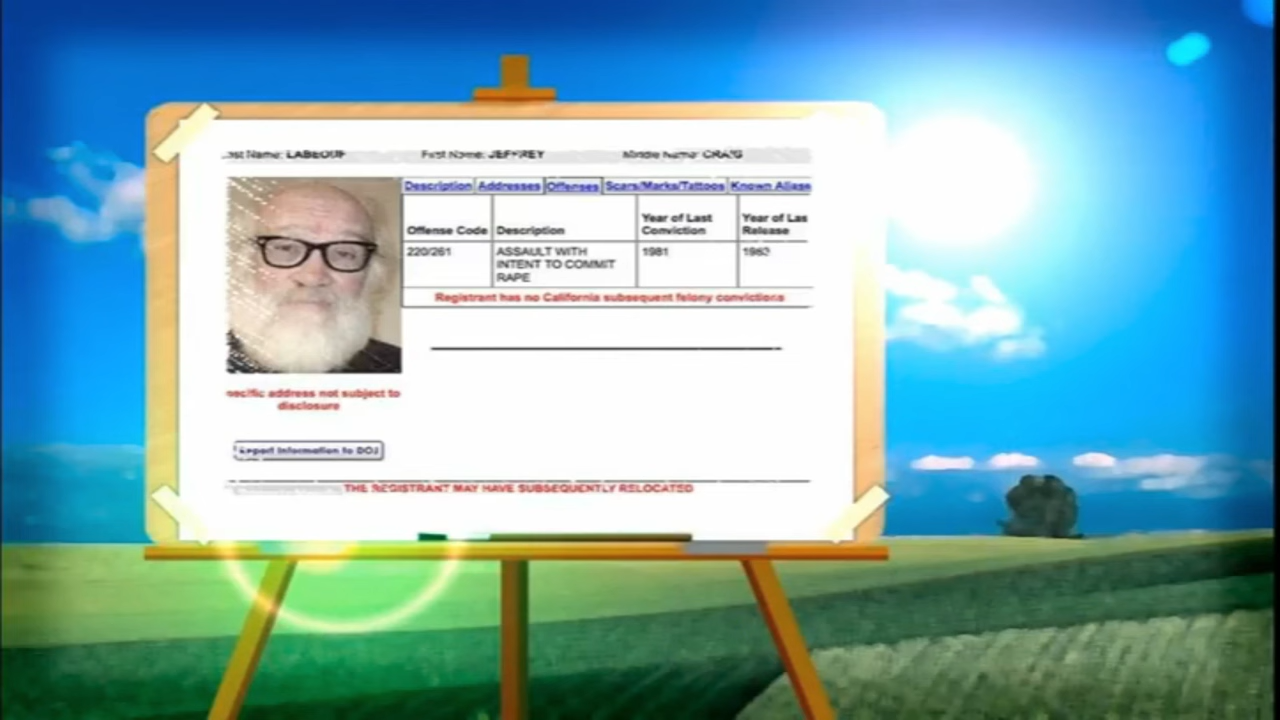 Last Name: LABEOUF First Name: JEFFREY Middle Name: CRAIG
Description Addresses Offenses Scars/Marks/Tattoos Known Aliase
Offense Code Description Year of Last Conviction Year of Las Release
220/261 ASSAULT WITH INTENT TO COMMIT RAPE 1981
Registrant has no California subsequent felony convictions
pecific address not subject to
disclosure
Report Information to DOJ
THE REGISTRANT MAY HAVE SUBSEQUENTLY RELOCATED